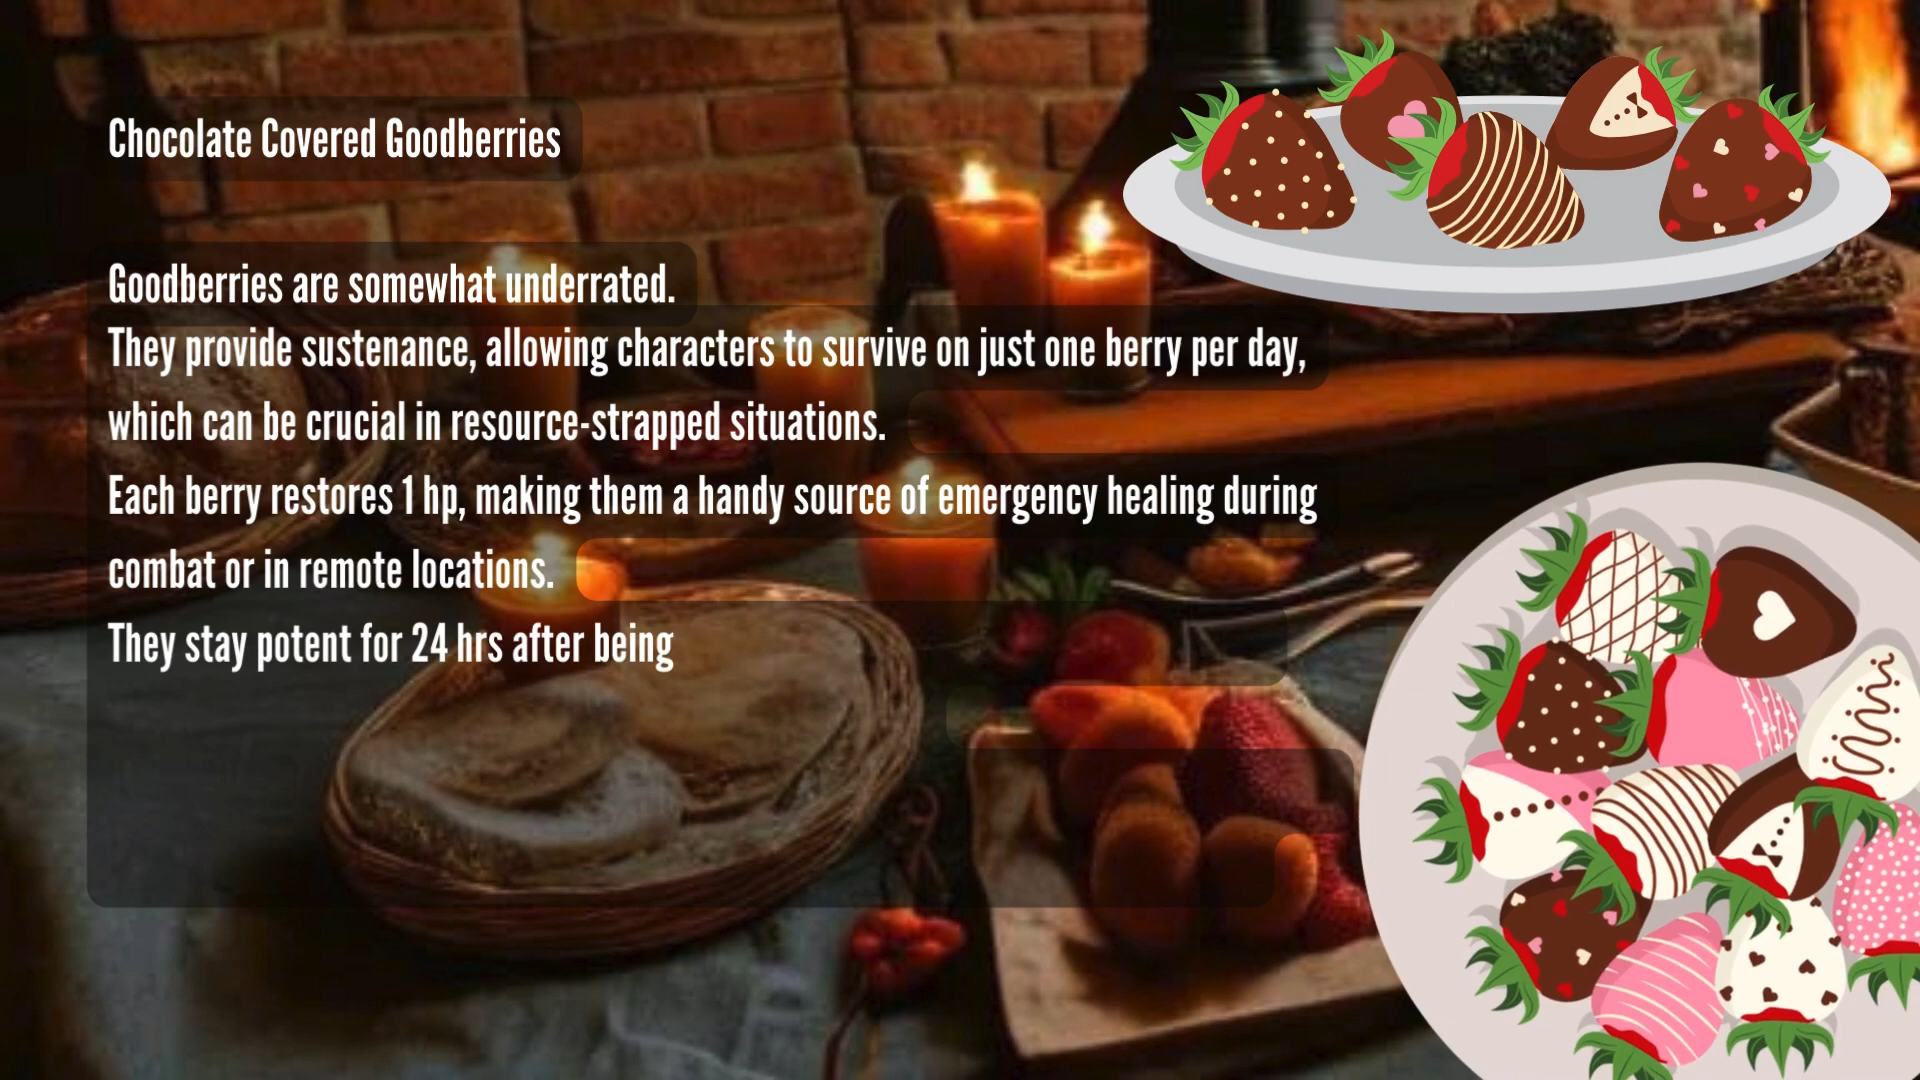 Chocolate Covered Goodberries
Goodberries are somewhat underrated.
They provide sustenance, allowing characters to survive on just one berry per day,
which can be crucial in resource-strapped situations.
Each berry restores 1 hp, making them a handy source of emergency healing during
combat or in remote locations.
They stay potent for 24 hrs after being